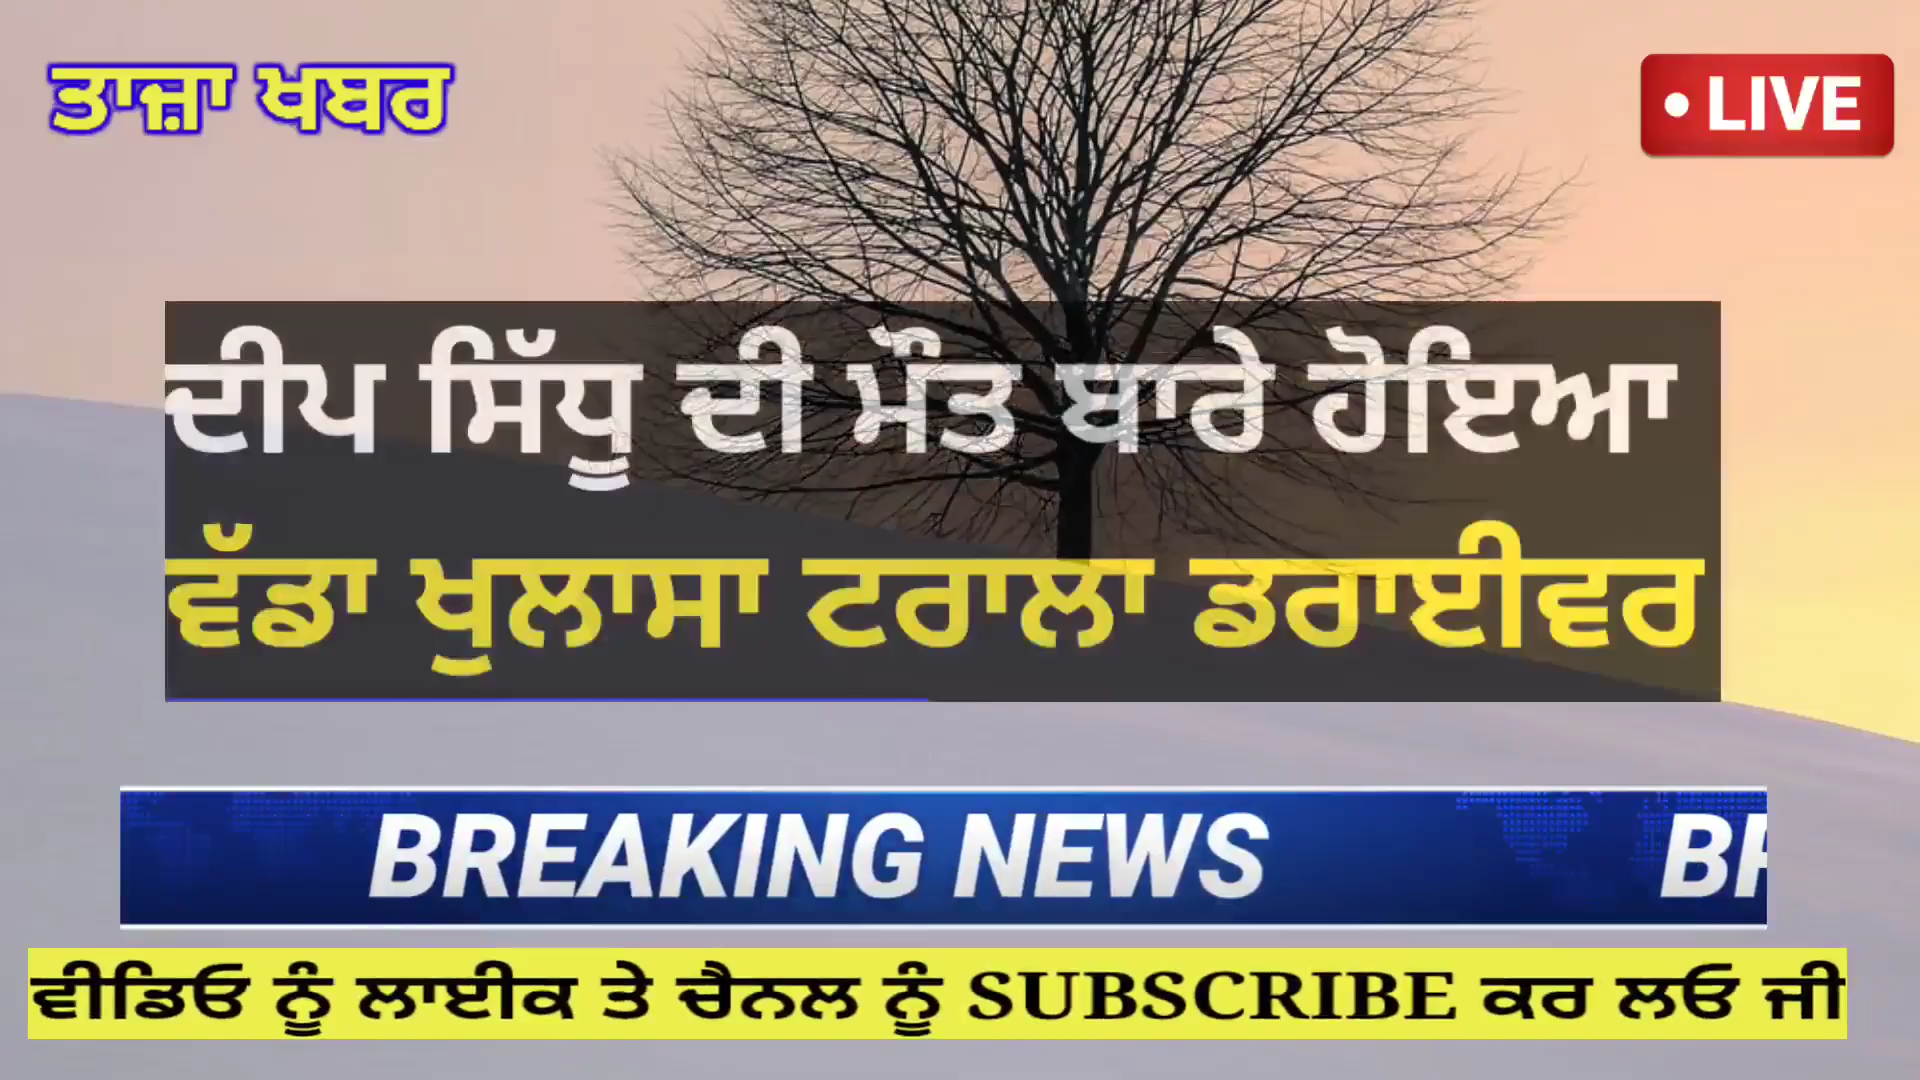 ਤਾਜ਼ਾ ਖਬਰ
• LIVE
ਦੀਪ ਸਿੱਧੂ ਦੀ ਮੌਤ ਬਾਰੇ ਹੋਇਆ
ਵੱਡਾ ਖੁਲਾਸਾ ਟਰਾਲਾ ਡਰਾਈਵਰ
BREAKING NEWS
ਵੀਡਿਓ ਨੂੰ ਲਾਈਕ ਤੇ ਚੈਨਲ ਨੂੰ SUBSCRIBE ਕਰ ਲਓ ਜੀ